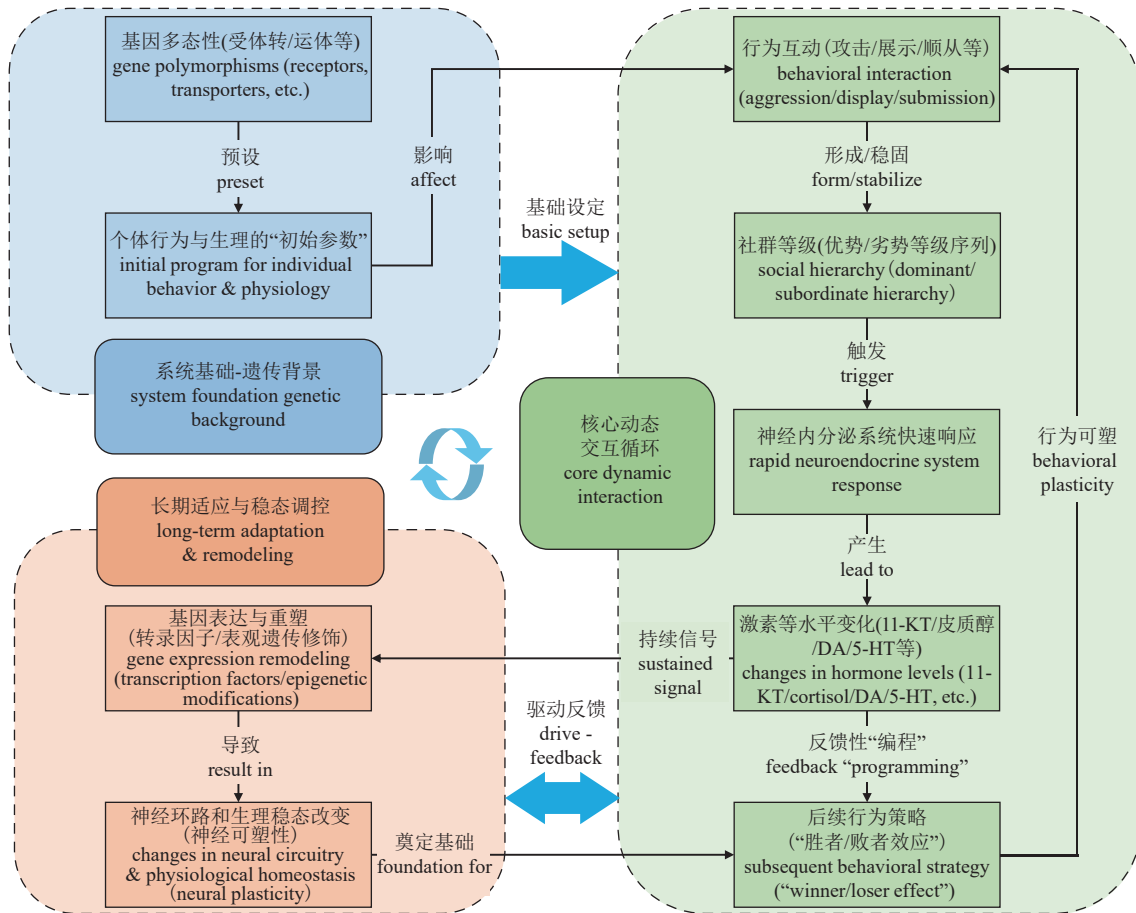 基因多态性(受体转/运体等)
gene polymorphisms (receptors,
transporters, etc.)
预设
preset
影响
affect
个体行为与生理的“初始参数”
initial program for individual
behavior & physiology
系统基础-遗传背景
system foundation genetic
background
基础设定
basic setup
行为互动(攻击/展示/顺从等)
behavioral interaction
(aggression/display/submission)
形成/稳固
form/stabilize
社群等级(优势/劣势等级序列)
social hierarchy (dominant/
subordinate hierarchy)
触发
trigger
神经内分泌系统快速响应
rapid neuroendocrine system
response
行为可塑
behavioral
plasticity
核心动态
交互循环
core dynamic
interaction
产生
lead to
激素等水平变化(11-KT/皮质醇
/DA/5-HT等)
changes in hormone levels (11-
KT/cortisol/DA/5-HT, etc.)
反馈性“编程”
feedback “programming”
后续行为策略
(“胜者/败者效应”)
subsequent behavioral strategy
(“winner/loser effect”)
持续信号
sustained
signal
长期适应与稳态调控
long-term adaptation
& remodeling
基因表达与重塑
(转录因子/表观遗传修饰)
gene expression remodeling
(transcription factors/epigenetic
modifications)
导致
result in
驱动反馈
drive -
feedback
神经环路和生理稳态改变
(神经可塑性)
changes in neural circuitry
& physiological homeostasis
(neural plasticity)
奠定基础
foundation for